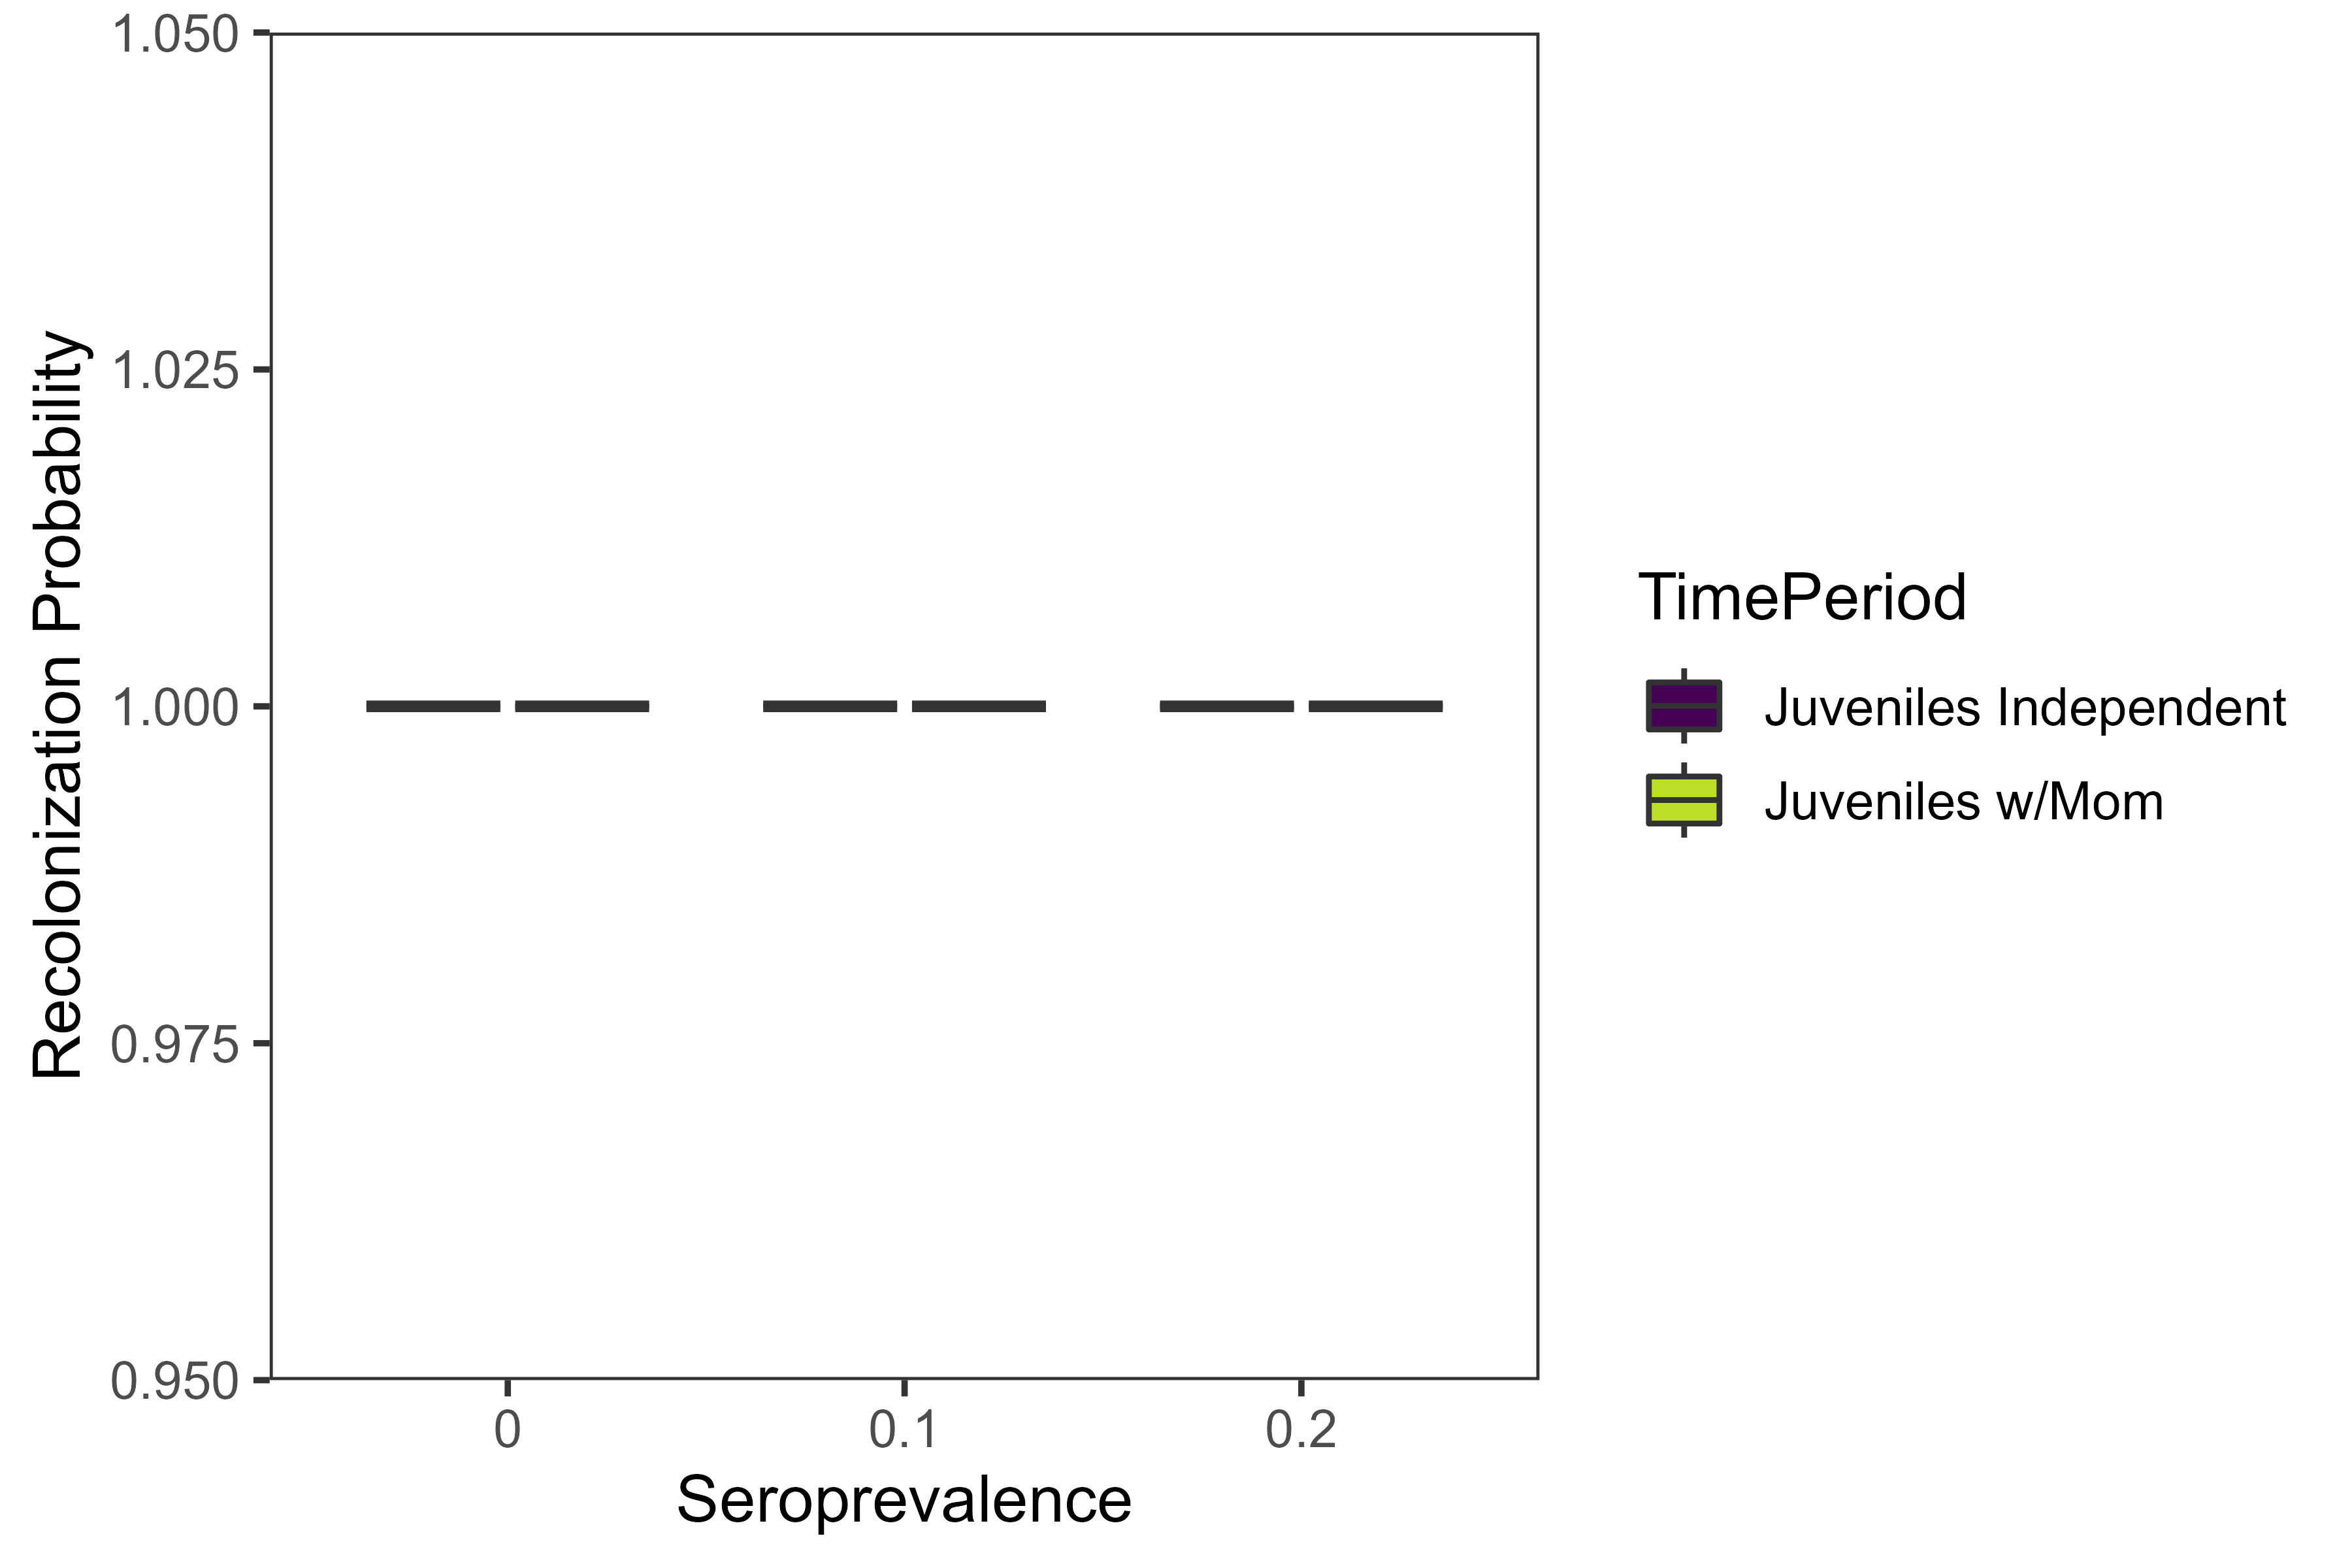 Recolonization Probability
1.050
1.025
1.000
0.975
0.950
0
0.1
0.2
Seroprevalence
TimePeriod
Juveniles Independent
Juveniles w/Mom